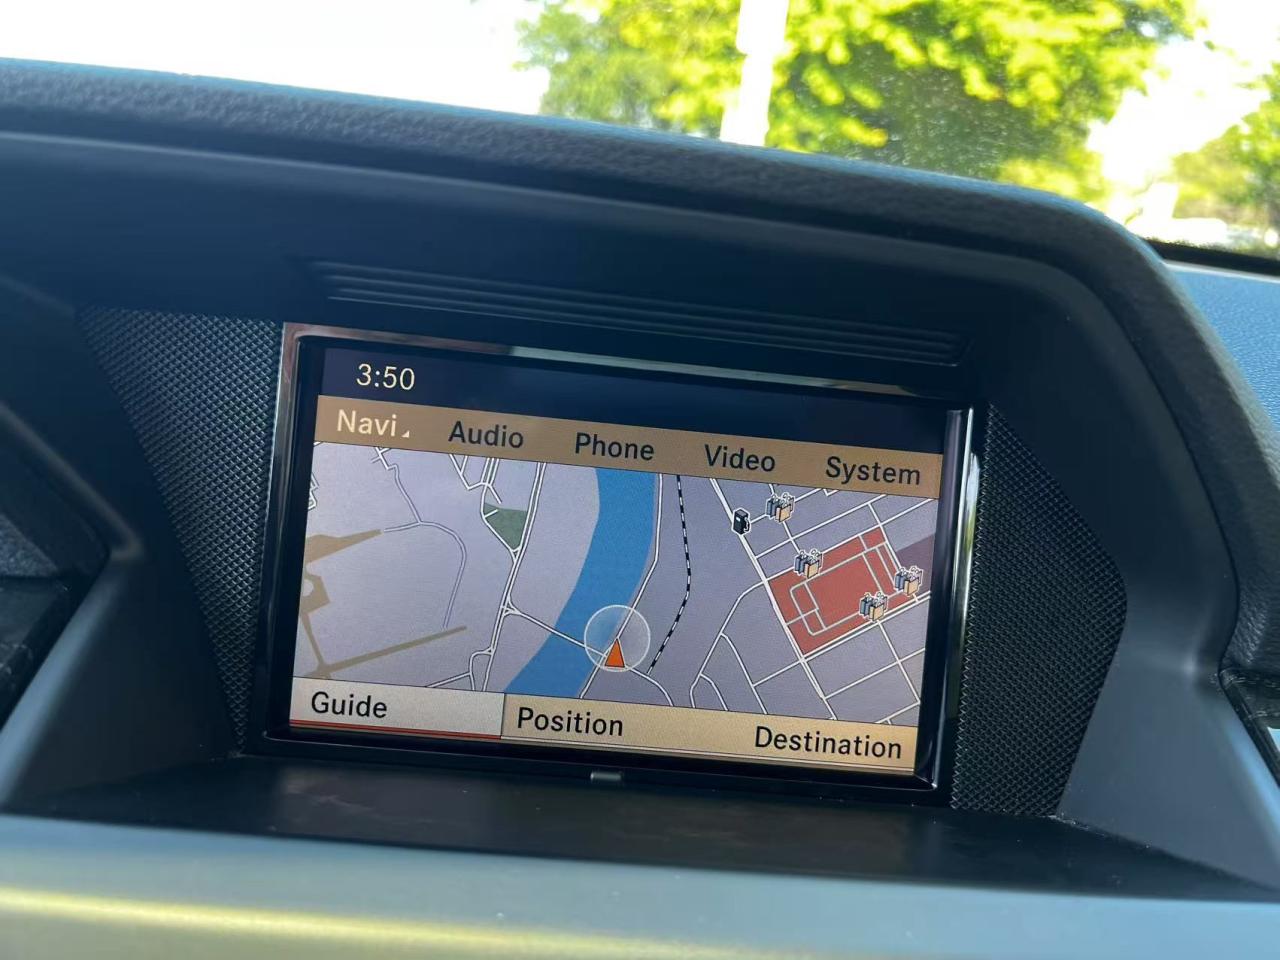 3:50
Navi Audio Phone Video System
Guide Position Destination